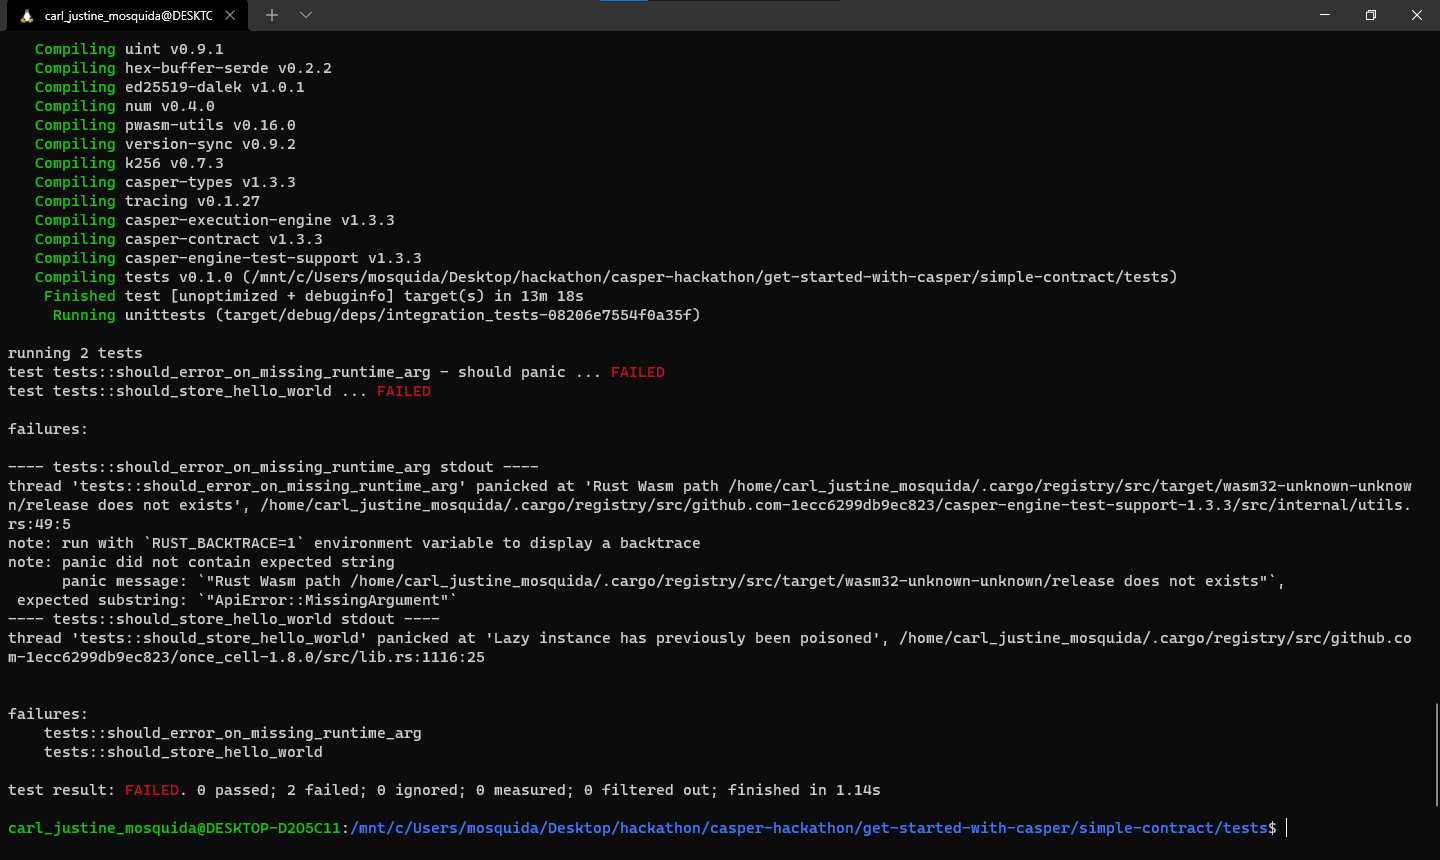 carl_justine_mosquida@DESKTC
Compiling uint v0.9.1
Compiling hex-buffer-serde v0.2.2
Compiling ed25519-dalek v1.0.1
Compiling num v0.4.0
Compiling pwasm-utils v0.16.0
Compiling version-sync v0.9.2
Compiling k256 v0.7.3
Compiling casper-types v1.3.3
Compiling tracing v0.1.27
Compiling casper-execution-engine v1.3.3
Compiling casper-contract v1.3.3
Compiling casper-engine-test-support v1.3.3
Compiling tests v0.1.0 (/mnt/c/Users/mosquida/Desktop/hackathon/casper-hackathon/get-started-with-casper/simple-contract/tests)
Finished test [unoptimized + debuginfo] target(s) in 13m 18s
Running unittests (target/debug/deps/integration_tests-08206e7554f0a35f)
running 2 tests
test tests::should_error_on_missing_runtime_arg - should panic ... FAILED
test tests::should_store_hello_world ... FAILED
failures:
---- tests::should_error_on_missing_runtime_arg stdout ----
thread 'tests::should_error_on_missing_runtime_arg' panicked at 'Rust Wasm path /home/carl_justine_mosquida/.cargo/registry/src/target/wasm32-unknown-unknow
n/release does not exists', /home/carl_justine_mosquida/.cargo/registry/src/github.com-1ecc6299db9ec823/casper-engine-test-support-1.3.3/src/internal/utils.
rs:49:5
note: run with `RUST_BACKTRACE=1` environment variable to display a backtrace
note: panic did not contain expected string
panic message: `"Rust Wasm path /home/carl_justine_mosquida/.cargo/registry/src/target/wasm32-unknown-unknown/release does not exists"`,
expected substring: `"ApiError::MissingArgument"`
---- tests::should_store_hello_world stdout ----
thread 'tests::should_store_hello_world' panicked at 'Lazy instance has previously been poisoned', /home/carl_justine_mosquida/.cargo/registry/src/github.co
m-1ecc6299db9ec823/once_cell-1.8.0/src/lib.rs:1116:25
failures:
tests::should_error_on_missing_runtime_arg
tests::should_store_hello_world
test result: FAILED. 0 passed; 2 failed; 0 ignored; 0 measured; 0 filtered out; finished in 1.14s
carl_justine_mosquida@DESKTOP-D2O5C11:/mnt/c/Users/mosquida/Desktop/hackathon/casper-hackathon/get-started-with-casper/simple-contract/tests$